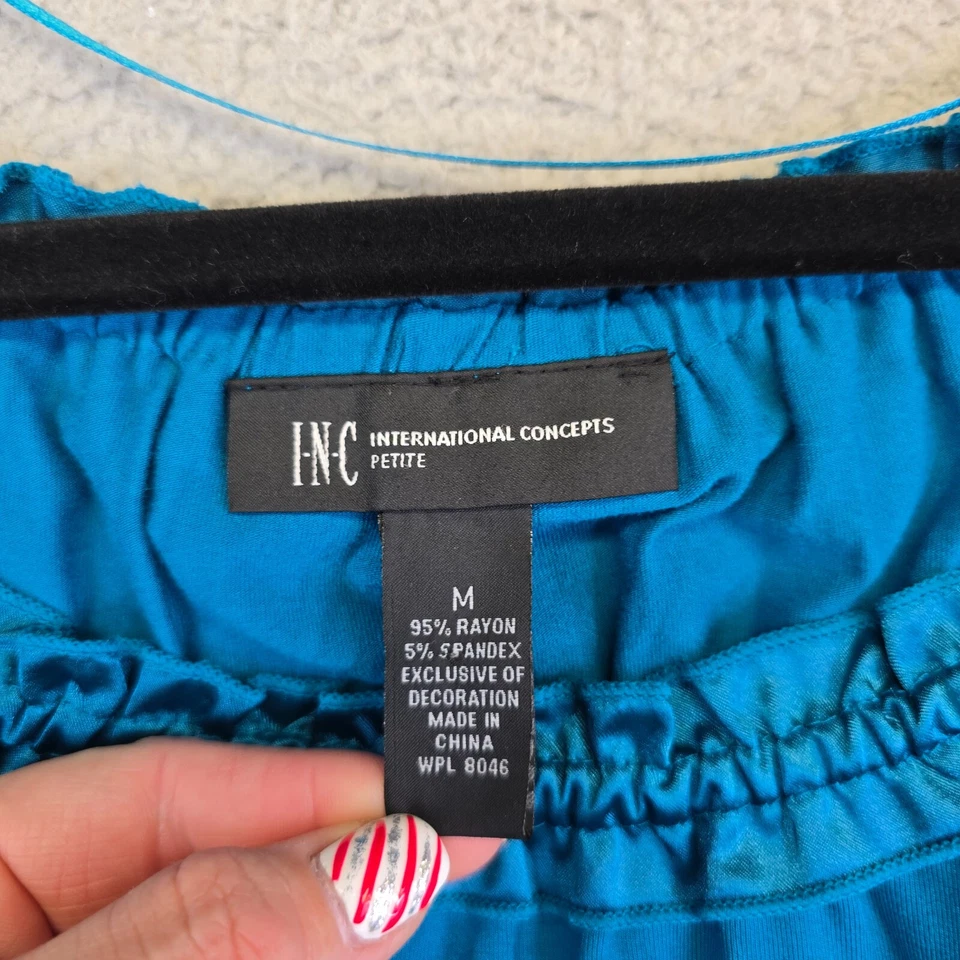 I-N-C INTERNATIONAL CONCEPTS
PETITE
M
95% RAYON
5% SPANDEX
EXCLUSIVE OF
DECORATION
MADE IN
CHINA
WPL 8046